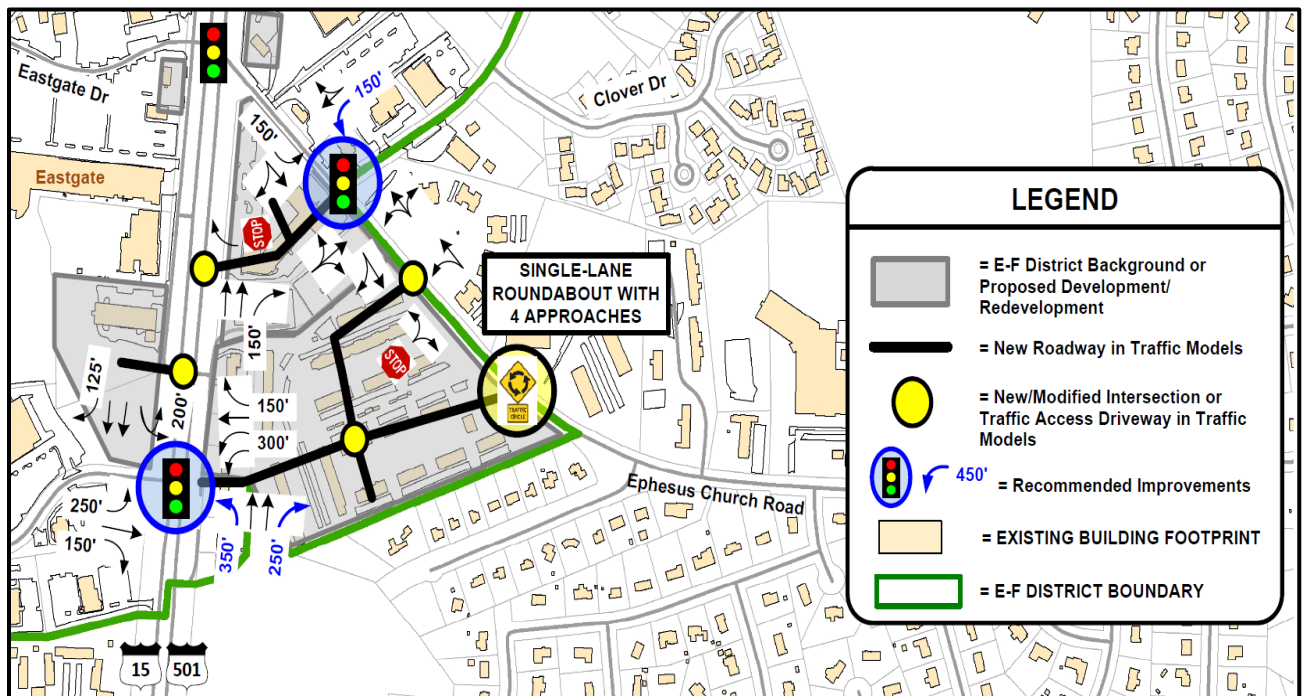 Eastgate Dr
150'
Clover Dr
150'
Eastgate
STOP
LEGEND
= E-F District Background or
Proposed Development/
Redevelopment
= New Roadway in Traffic Models
= New/Modified Intersection or
Traffic Access Driveway in Traffic
Models
450'
= Recommended Improvements
= EXISTING BUILDING FOOTPRINT
= E-F DISTRICT BOUNDARY
SINGLE-LANE
ROUNDABOUT WITH
4 APPROACHES
TRAFFIC
CIRCLE
150'
STOP
125'
200'
150'
300'
250'
150'
350'
250'
Ephesus Church Road
15
501